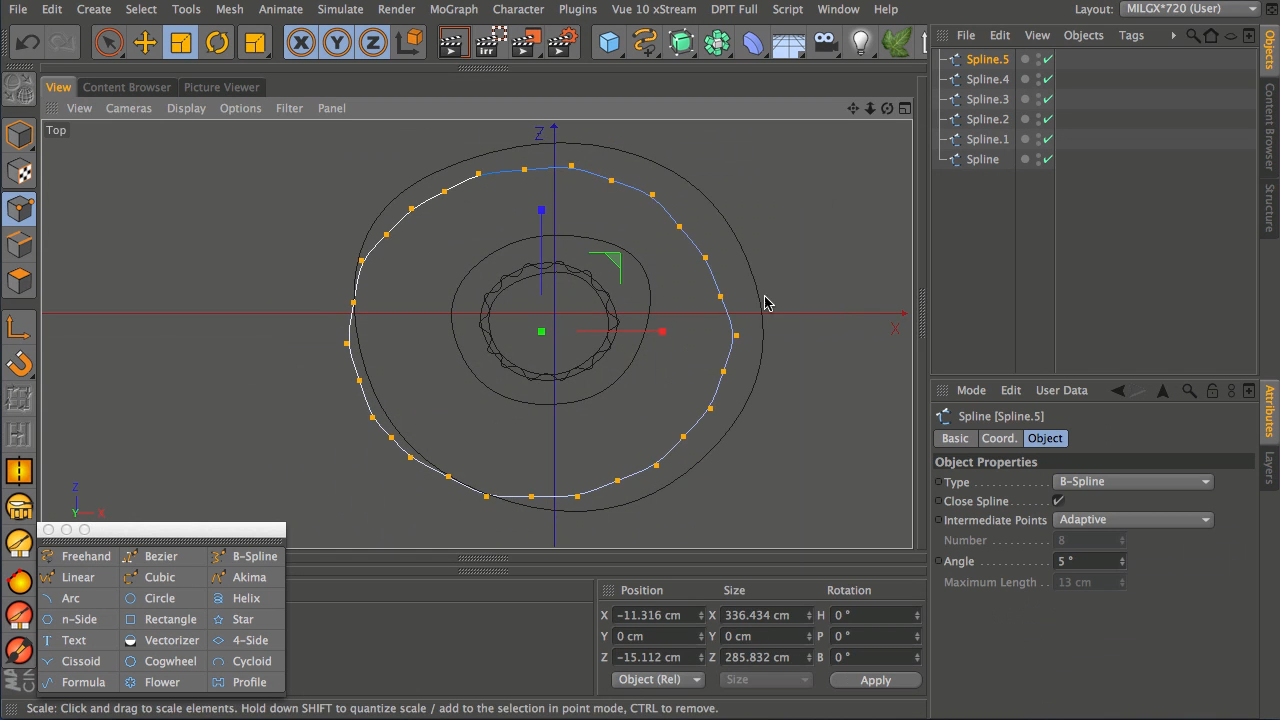 File Edit Create Select Tools Mesh Animate Simulate Render MoGraph Character Plugins Vue 10 xStream DPIT Full Script Window Help Layout: MILGX*720 (User)
X Y Z irr
View Content Browser Picture Viewer
View Cameras Display Options Filter Panel
Top
Z
X
Z
Y X
File Edit View Objects Tags
Spline.5
Spline.4
Spline.3
Spline.2
Spline.1
Spline
Objects
Content Browser
Structure
Mode Edit User Data
Spline [Spline.5]
Basic Coord. Object
Object Properties
Type B-Spline
Close Spline
Intermediate Points Adaptive
Number 8
Angle 5 °
Maximum Length 13 cm
Attributes
Layers
Freehand Bezier B-Spline
Linear Cubic Akima
Arc Circle Helix
n-Side Rectangle Star
Text Vectorizer 4-Side
Cissoid Cogwheel Cycloid
Formula Flower Profile
Position Size Rotation
X -11.316 cm X 336.434 cm H 0 °
Y 0 cm Y 0 cm P 0 °
Z -15.112 cm Z 285.832 cm B 0 °
Object (Rel) Size Apply
Scale: Click and drag to scale elements. Hold down SHIFT to quantize scale / add to the selection in point mode, CTRL to remove.